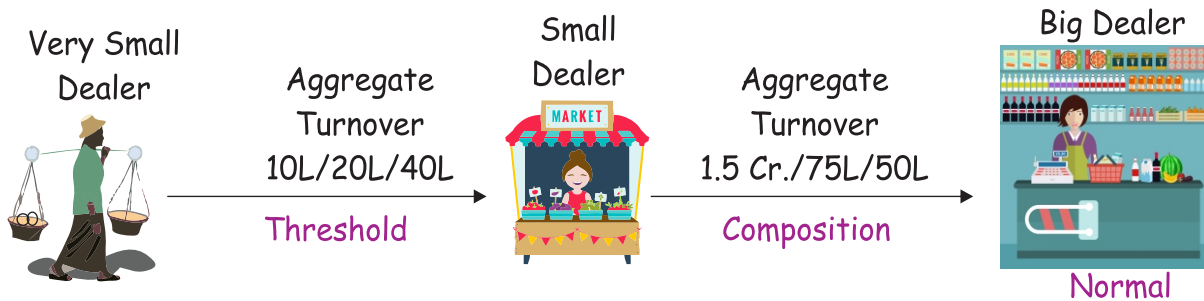 Very Small
Dealer
Aggregate
Turnover
10L/20L/40L
Threshold
Small
Dealer
MARKET
Aggregate
Turnover
1.5 Cr./75L/50L
Composition
Big Dealer
Normal